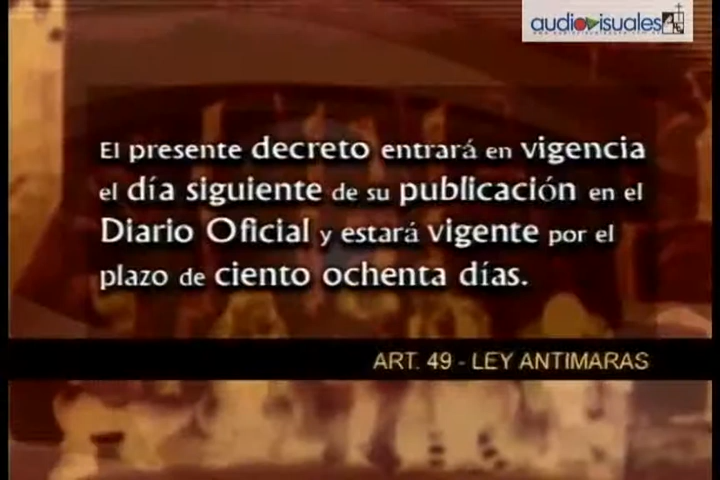 audiovisuales
El presente decreto entrará en vigencia
el día siguiente de su publicación en el
Diario Oficial y estará vigente por el
plazo de ciento ochenta días.
ART. 49 - LEY ANTIMARAS